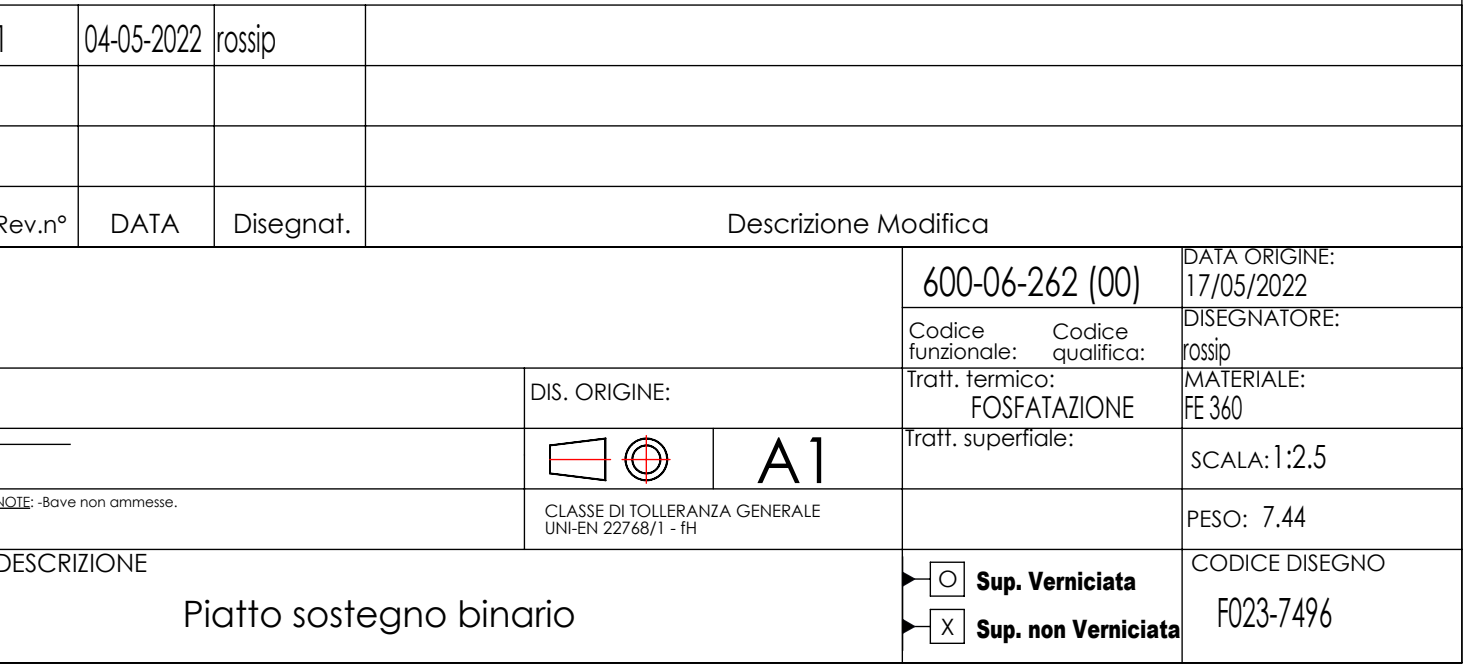 1 04-05-2022 rossip
Rev.n° DATA Disegnat. Descrizione Modifica
600-06-262 (00)
DATA ORIGINE:
17/05/2022
Codice funzionale:
Codice qualifica:
DISEGNATORE:
rossip
DIS. ORIGINE:
Tratt. termico:
FOSFATAZIONE
MATERIALE:
FE 360
A1
Tratt. superfiale:
SCALA: 1:2.5
NOTE: -Bave non ammesse.
CLASSE DI TOLLERANZA GENERALE
UNI-EN 22768/1 - fH
PESO: 7.44
DESCRIZIONE
Piatto sostegno binario
O Sup. Verniciata
X Sup. non Verniciata
CODICE DISEGNO
F023-7496